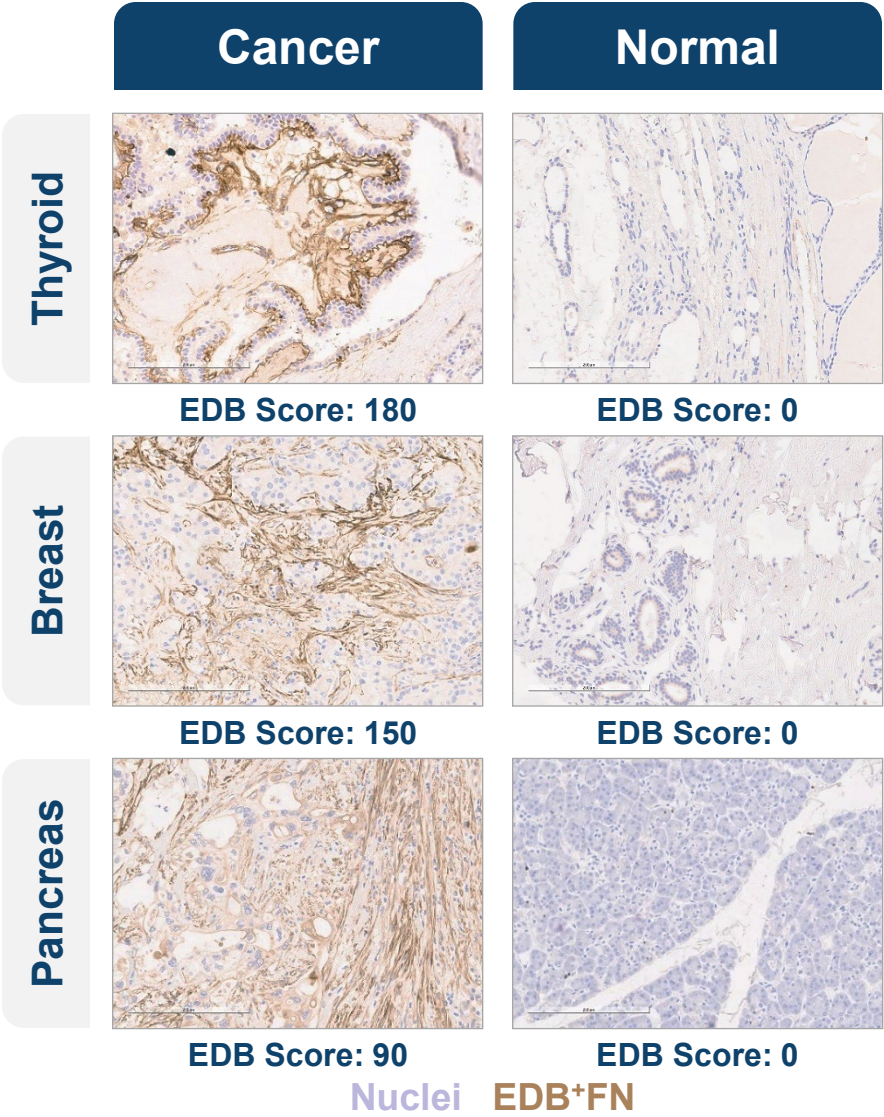 Cancer Normal
Thyroid
EDB Score: 180 EDB Score: 0
Breast
EDB Score: 150 EDB Score: 0
Pancreas
EDB Score: 90 EDB Score: 0
Nuclei EDB⁺FN